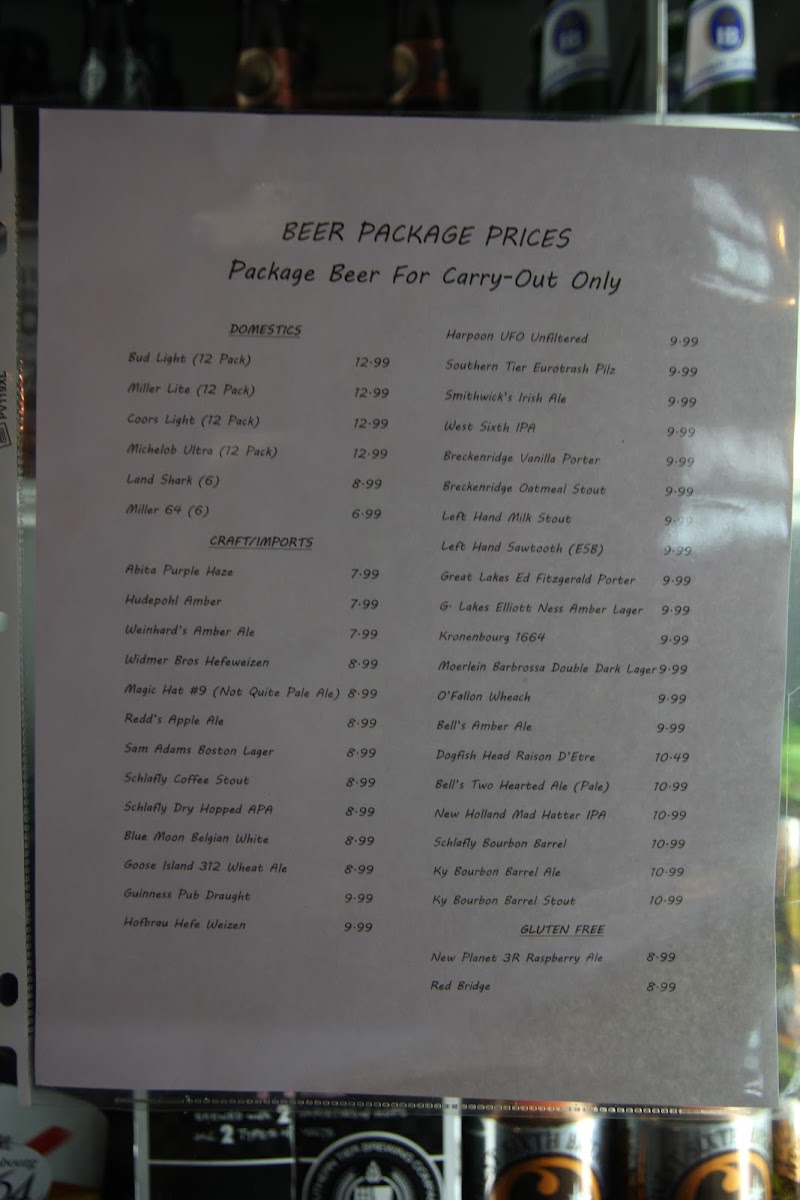 HB
HB
PV119XL
BEER PACKAGE PRICES
Package Beer For Carry-Out Only
DOMESTICS
Bud Light (12 Pack) 12.99
Miller Lite (12 Pack) 12.99
Coors Light (12 Pack) 12.99
Michelob Ultra (12 Pack) 12.99
Land Shark (6) 8.99
Miller 64 (6) 6.99
CRAFT/IMPORTS
Abita Purple Haze 7.99
Hudepohl Amber 7.99
Weinhard's Amber Ale 7.99
Widmer Bros Hefeweizen 8.99
Magic Hat #9 (Not Quite Pale Ale) 8.99
Redd's Apple Ale 8.99
Sam Adams Boston Lager 8.99
Schlafly Coffee Stout 8.99
Schlafly Dry Hopped APA 8.99
Blue Moon Belgian White 8.99
Goose Island 312 Wheat Ale 8.99
Guinness Pub Draught 9.99
Hofbrau Hefe Weizen 9.99
Harpoon UFO Unfiltered 9.99
Southern Tier Eurotrash Pilz 9.99
Smithwick's Irish Ale 9.99
West Sixth IPA 9.99
Breckenridge Vanilla Porter 9.99
Breckenridge Oatmeal Stout 9.99
Left Hand Milk Stout 9.99
Left Hand Sawtooth (ESB) 9.99
Great Lakes Ed Fitzgerald Porter 9.99
G. Lakes Elliott Ness Amber Lager 9.99
Kronenbourg 1664 9.99
Moerlein Barbrossa Double Dark Lager 9.99
O'Fallon Wheach 9.99
Bell's Amber Ale 9.99
Dogfish Head Raison D'Etre 10.49
Bell's Two Hearted Ale (Pale) 10.99
New Holland Mad Hatter IPA 10.99
Schlafly Bourbon Barrel 10.99
Ky Bourbon Barrel Ale 10.99
Ky Bourbon Barrel Stout 10.99
GLUTEN FREE
New Planet 3R Raspberry Ale 8.99
Red Bridge 8.99